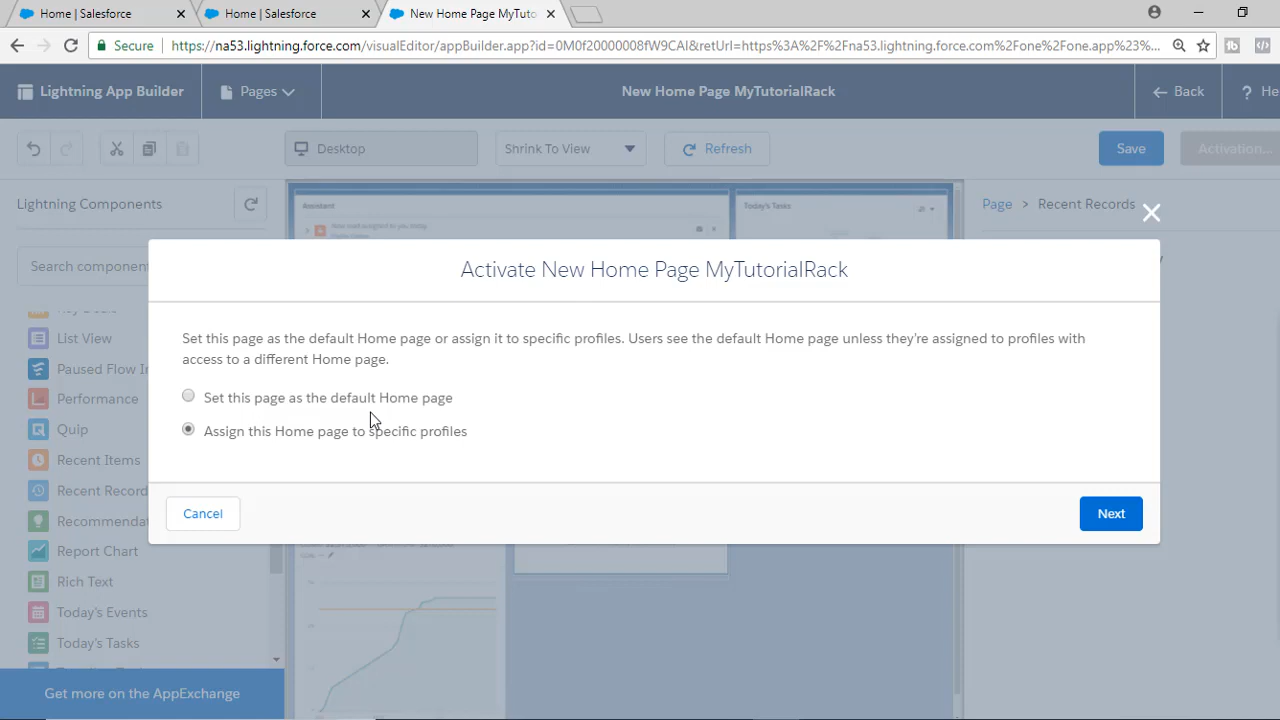 Home | Salesforce
Home | Salesforce
New Home Page MyTuto
Secure
https://na53.lightning.force.com/visualEditor/appBuilder.app?id=0M0f20000008fW9CAI&retUrl=https%3A%2F%2Fna53.lightning.force.com%2Fone%2Fone.app%23%...
Lightning App Builder
Pages
New Home Page MyTutorialRack
Back
? He
Desktop
Shrink To View
Refresh
Save
Activation...
Lightning Components
Assistant
Today's Tasks
Page > Recent Records
Search component
Activate New Home Page MyTutorialRack
Set this page as the default Home page or assign it to specific profiles. Users see the default Home page unless they're assigned to profiles with
access to a different Home page.
Set this page as the default Home page
Assign this Home page to specific profiles
Cancel
Next
List View
Paused Flow In
Performance
Quip
Recent Items
Recent Record
Recommenda
Report Chart
Rich Text
Today's Events
Today's Tasks
Get more on the AppExchange